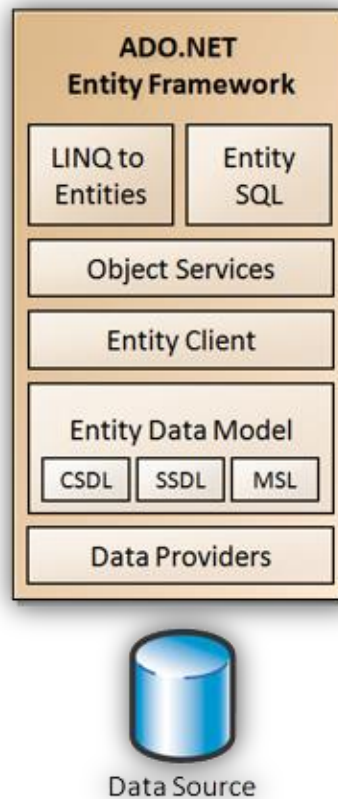 ADO.NET
Entity Framework
LINQ to
Entities
Entity
SQL
Object Services
Entity Client
Entity Data Model
CSDL SSDL MSL
Data Providers
Data Source